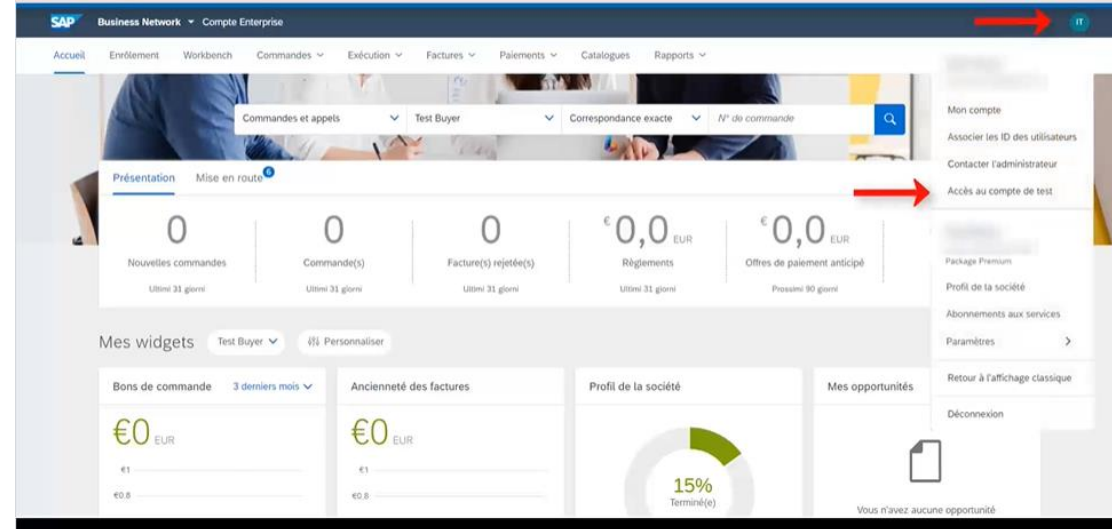 SAP Business Network Compte Enterprise
IT
Accueil Enrôlement Workbench Commandes Exécution Factures Paiements Catalogues Rapports
Commandes et appels Test Buyer Correspondance exacte N° de commande
Présentation Mise en route 6
0 0 0 € 0,0 EUR € 0,0 EUR
Nouvelles commandes Commande(s) Facture(s) rejetée(s) Règlements Offres de paiement anticipé
Ultimi 31 giorni Ultimi 31 giorni Ultimi 31 giorni Ultimi 31 giorni Prossimi 90 giorni
Mes widgets Test Buyer Personnaliser
Bons de commande 3 derniers mois Ancienneté des factures Profil de la société Mes opportunités
€0 EUR €0 EUR
€1 €1
€0,8 €0,8
15%
Terminé(e)
Vous n'avez aucune opportunité
Mon compte
Associer les ID des utilisateurs
Contacter l'administrateur
Accès au compte de test
Package Premium
Profil de la société
Abonnements aux services
Paramètres
Retour à l'affichage classique
Déconnexion